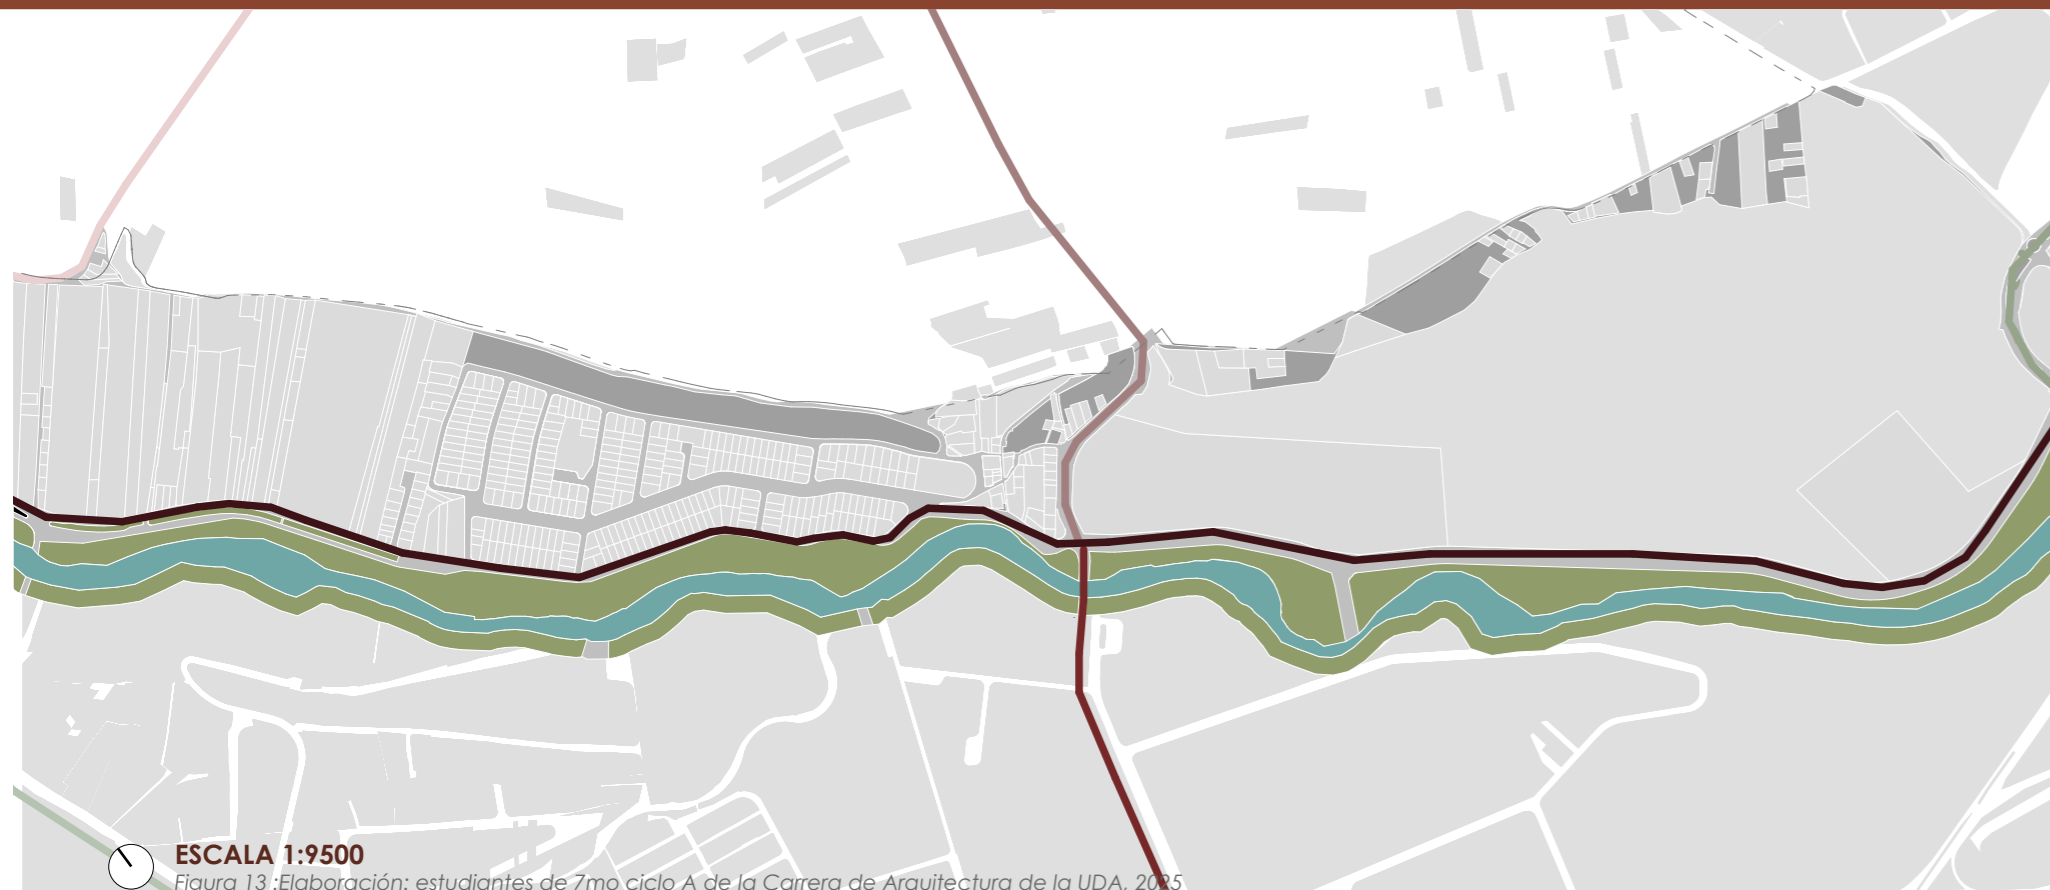 ESCALA 1:9500
Figura 13 :Elaboración: estudiantes de 7mo ciclo A de la Carrera de Arquitectura de la UDA, 2025